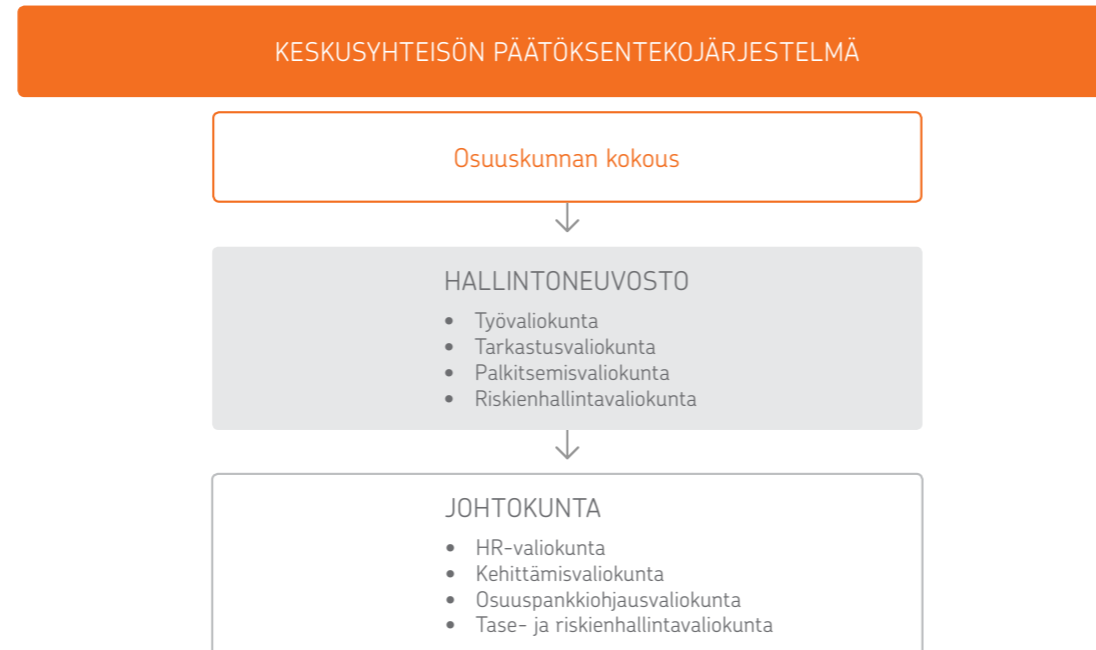 KESKUSYHTEISÖN PÄÄTÖKSENTEKOJÄRJESTELMÄ
Osuuskunnan kokous
HALLINTONEUVOSTO
• Työvaliokunta
• Tarkastusvaliokunta
• Palkitsemisvaliokunta
• Riskienhallintavaliokunta
JOHTOKUNTA
• HR-valiokunta
• Kehittämisvaliokunta
• Osuuspankkiohjausvaliokunta
• Tase- ja riskienhallintavaliokunta